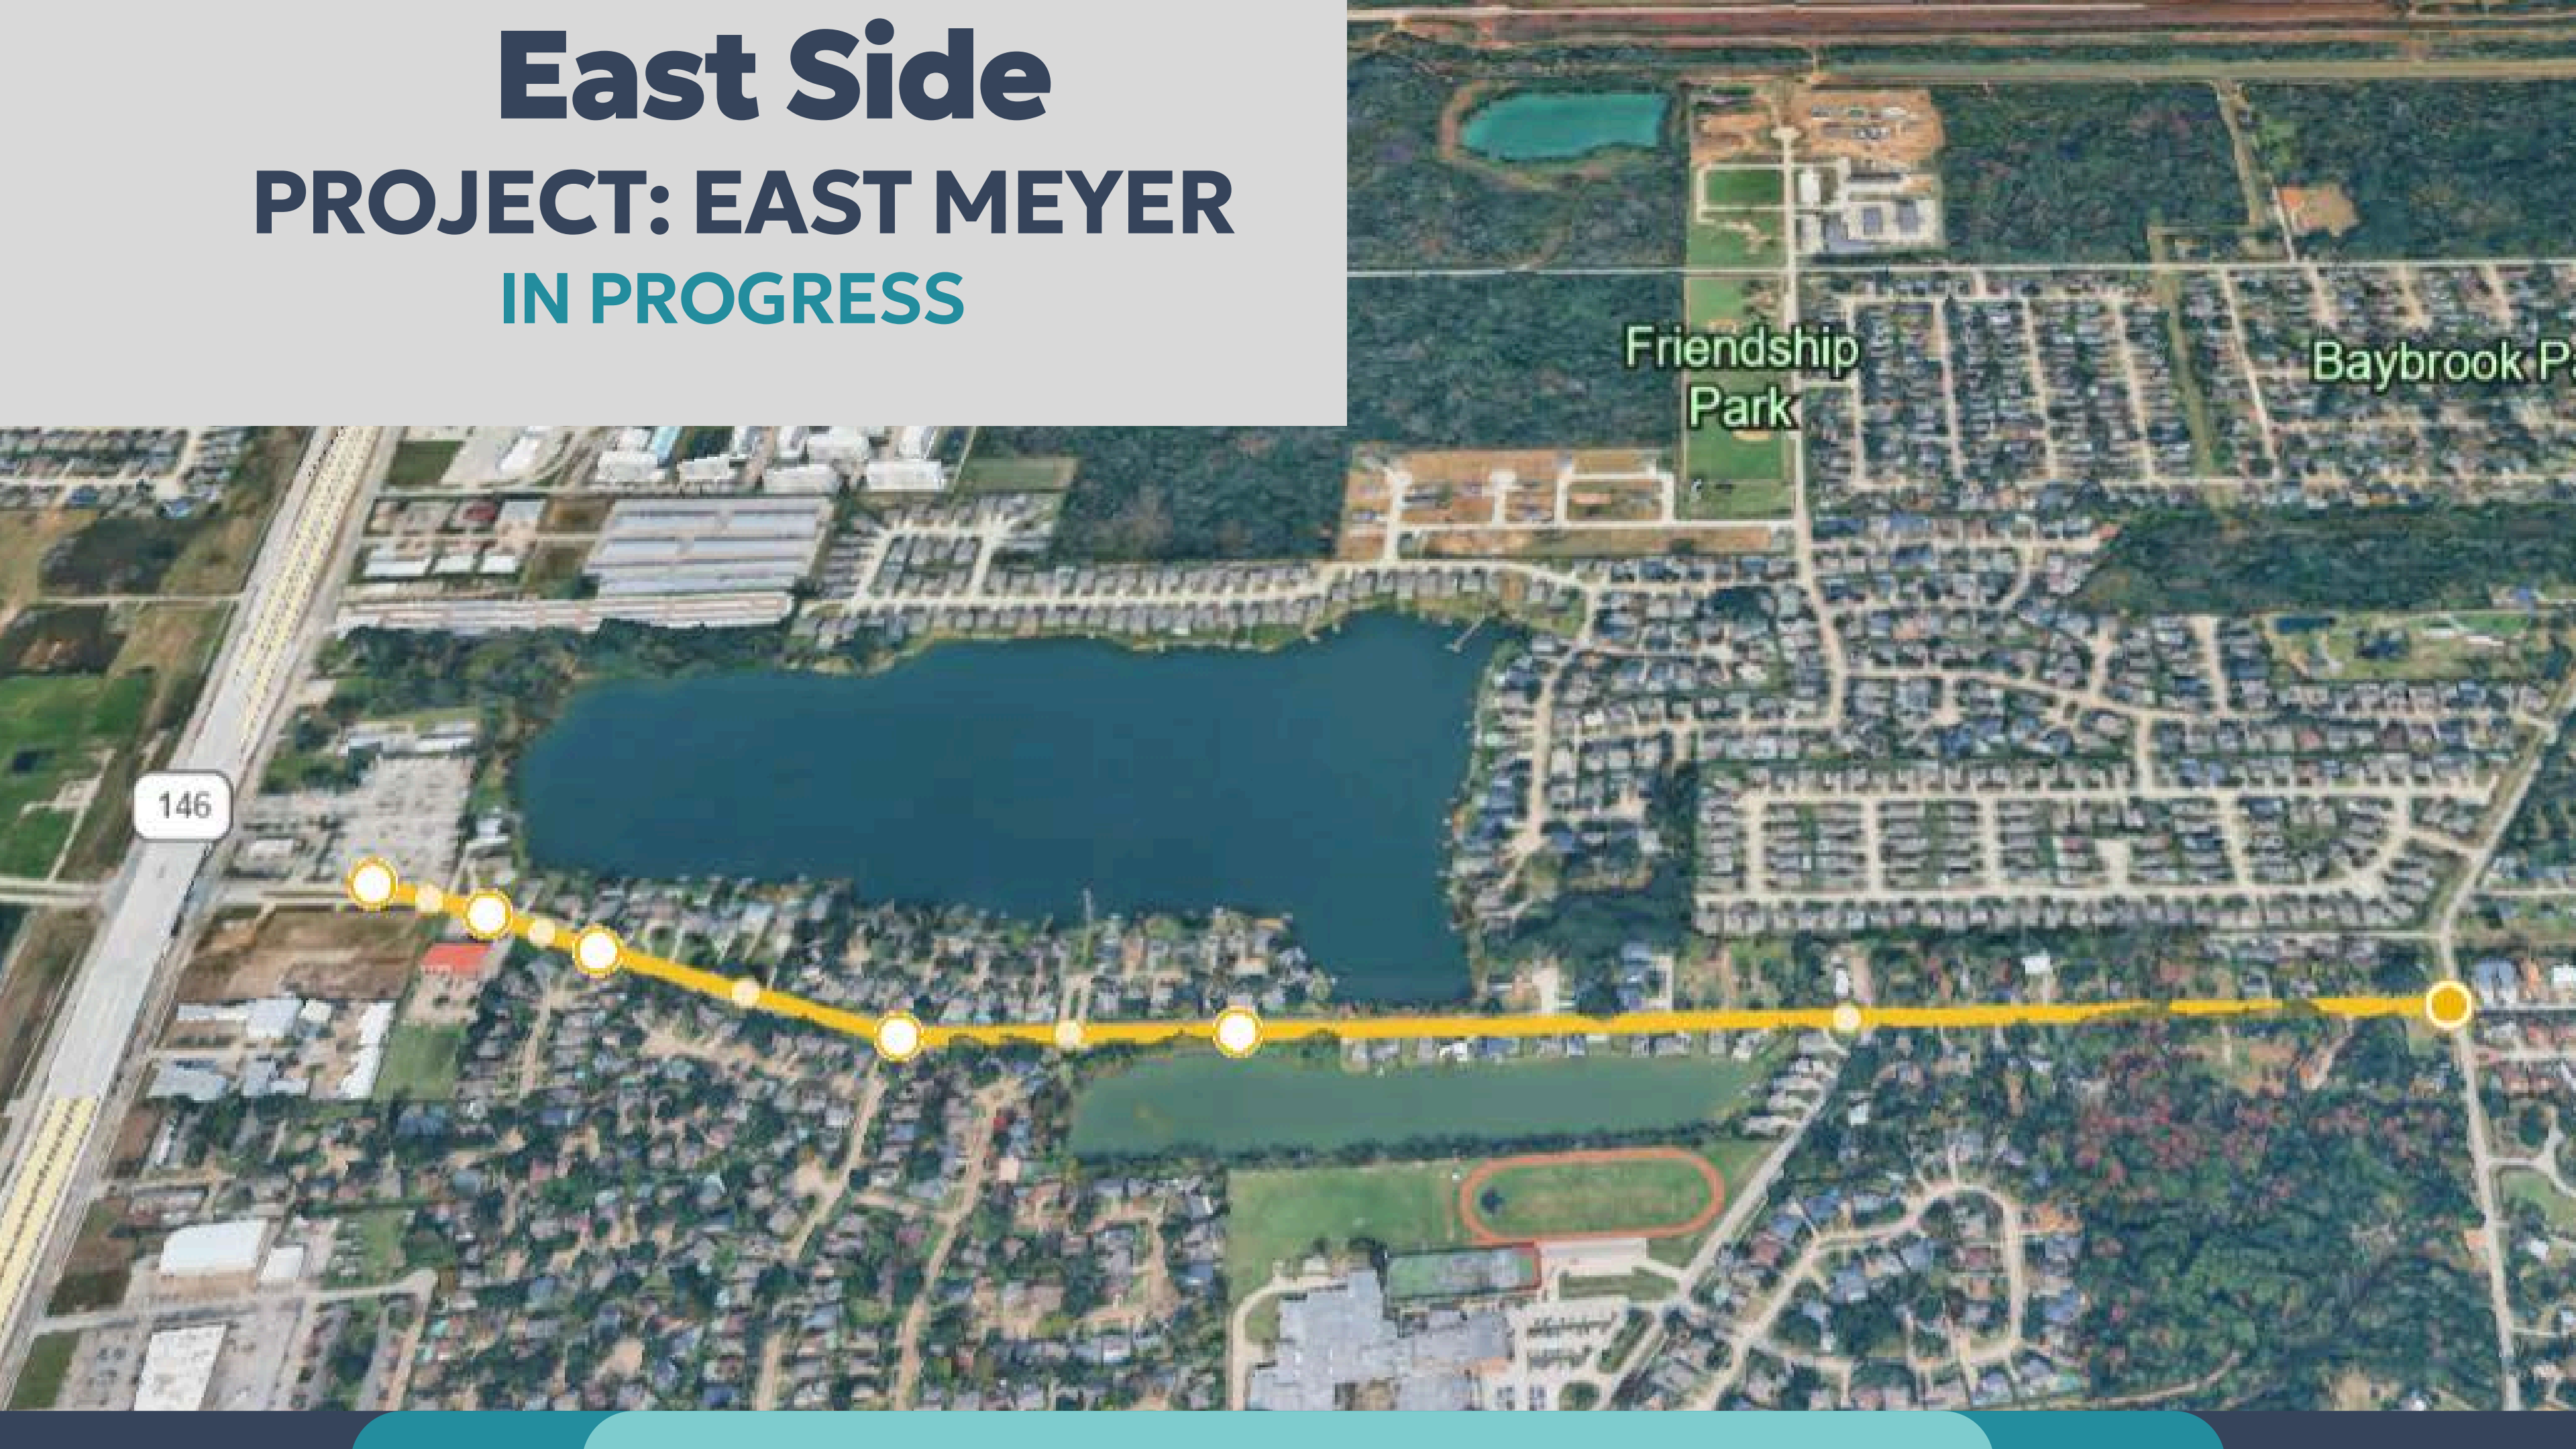 East Side
PROJECT: EAST MEYER
IN PROGRESS
Friendship
Park
Baybrook Pa
146